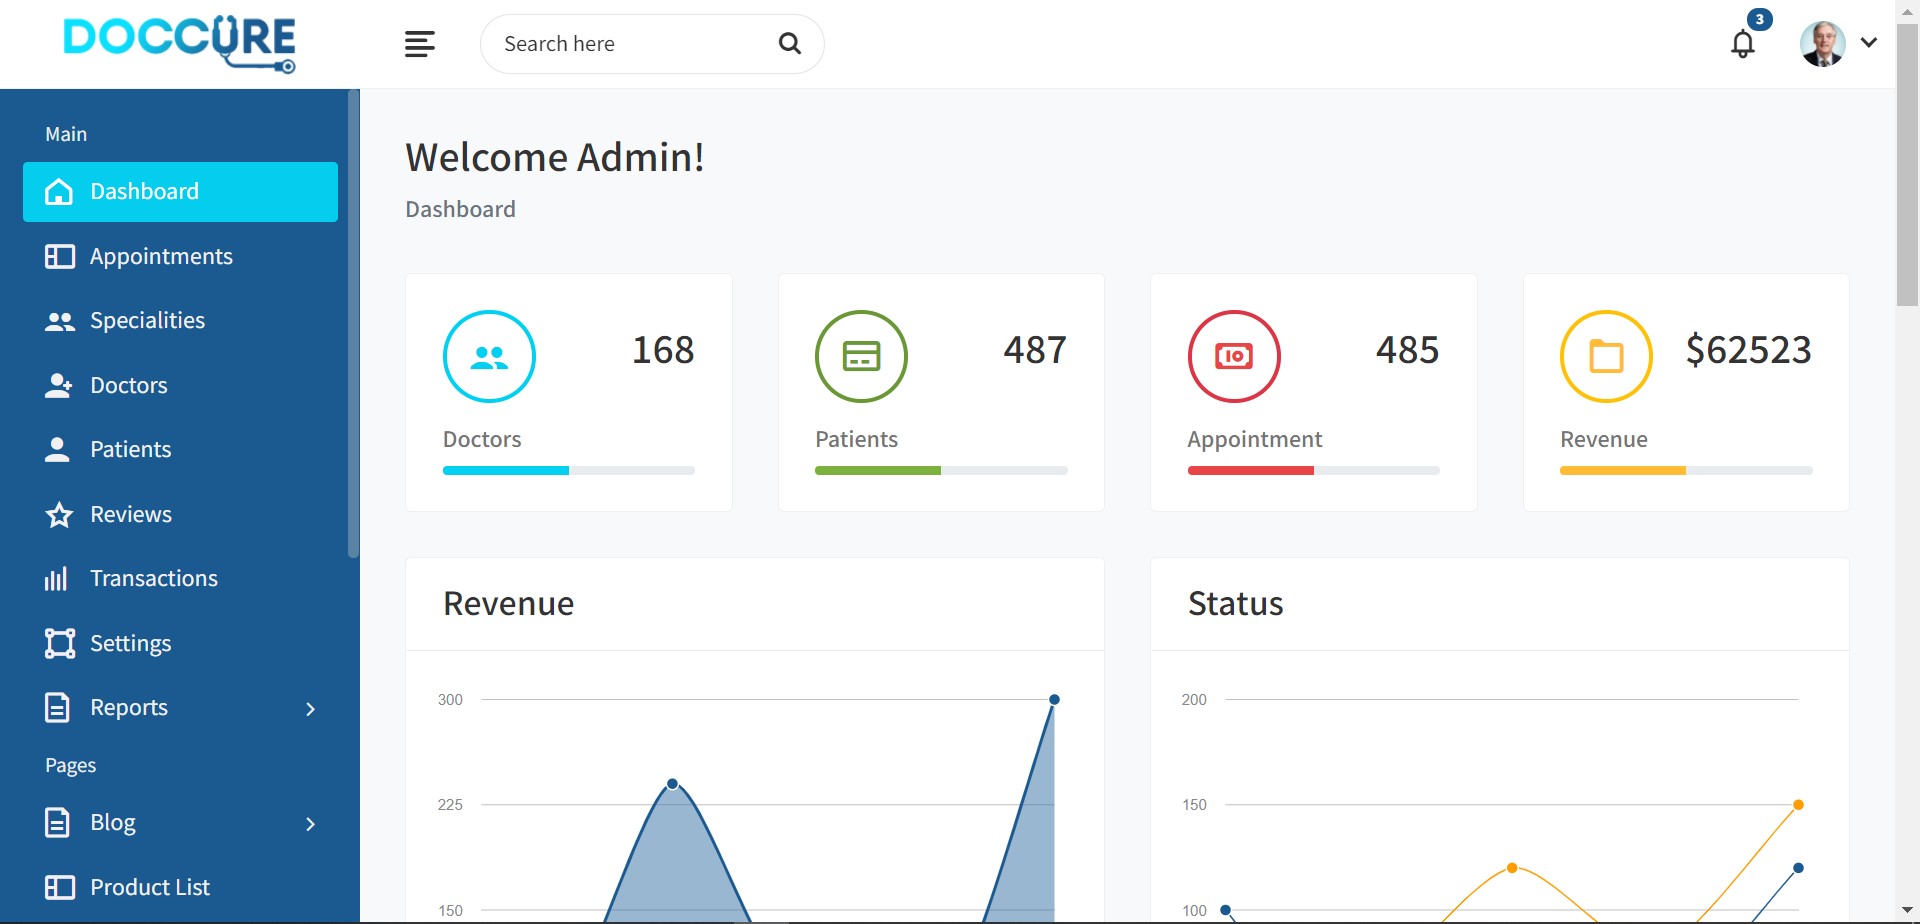 DOCCURE
Search here
3
Main
Dashboard
Appointments
Specialities
Doctors
Patients
Reviews
Transactions
Settings
Reports
Pages
Blog
Product List
Welcome Admin!
Dashboard
168
Doctors
487
Patients
485
Appointment
$62523
Revenue
Revenue
300
225
150
Status
200
150
100